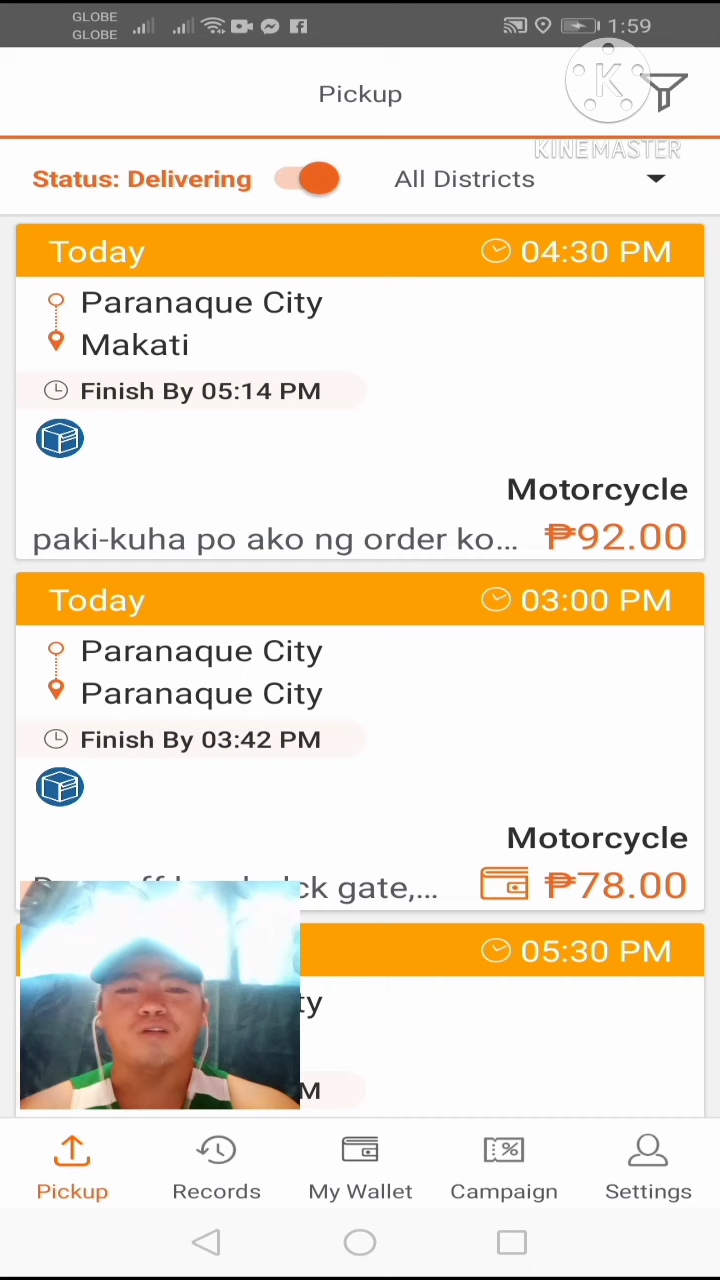 GLOBE
GLOBE
1:59
Pickup
K
KINEMASTER
Status: Delivering
All Districts
Today
04:30 PM
Paranaque City
Makati
Finish By 05:14 PM
Motorcycle
paki-kuha po ako ng order ko...
₱92.00
Today
03:00 PM
Paranaque City
Paranaque City
Finish By 03:42 PM
Motorcycle
gate,...
₱78.00
05:30 PM
Pickup
Records
My Wallet
Campaign
Settings